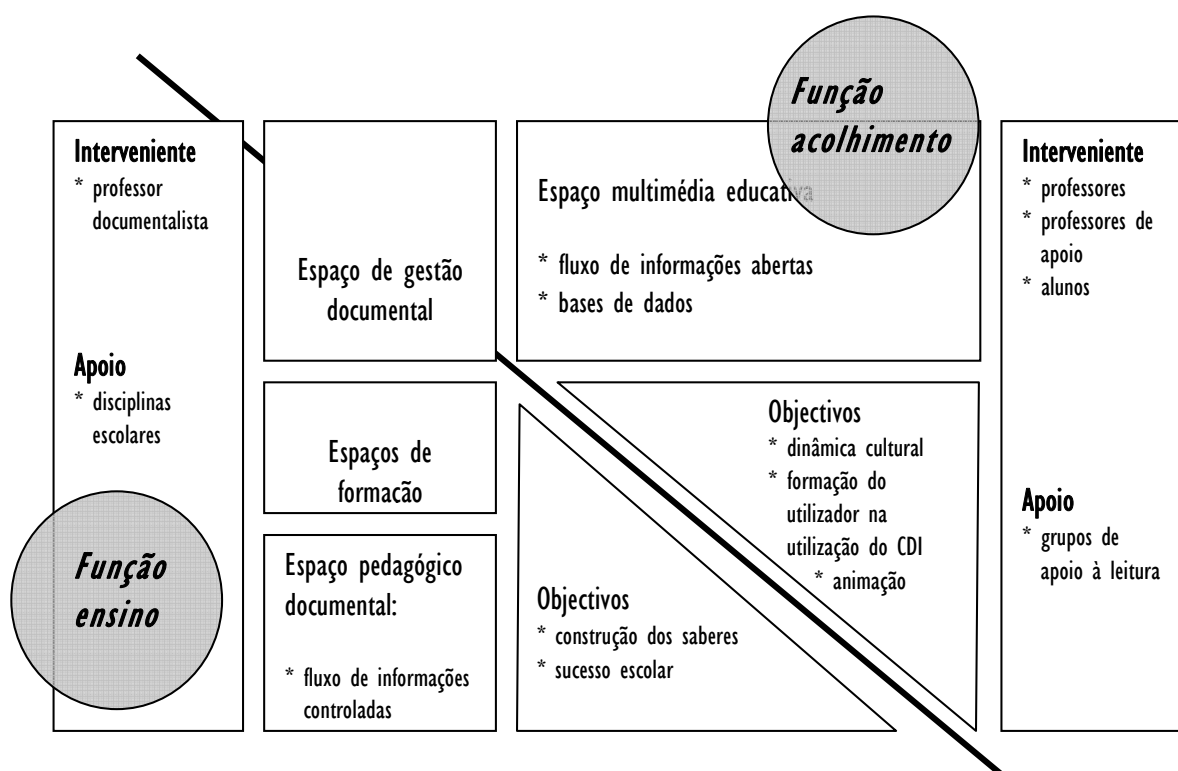 Interveniente
* professor
documentalista
Apoio
* disciplinas
escolares
Função
ensino
Espaço de gestão
documental
Espaços de
formacão
Espaço pedagógico
documental:
* fluxo de informações
controladas
Função
acolhimento
Espaço multimédia educativa
* fluxo de informações abertas
* bases de dados
Objectivos
* construção dos saberes
* sucesso escolar
Objectivos
* dinâmica cultural
* formação do
utilizador na
utilização do CDI
* animação
Interveniente
* professores
* professores de
apoio
* alunos
Apoio
* grupos de
apoio à leitura